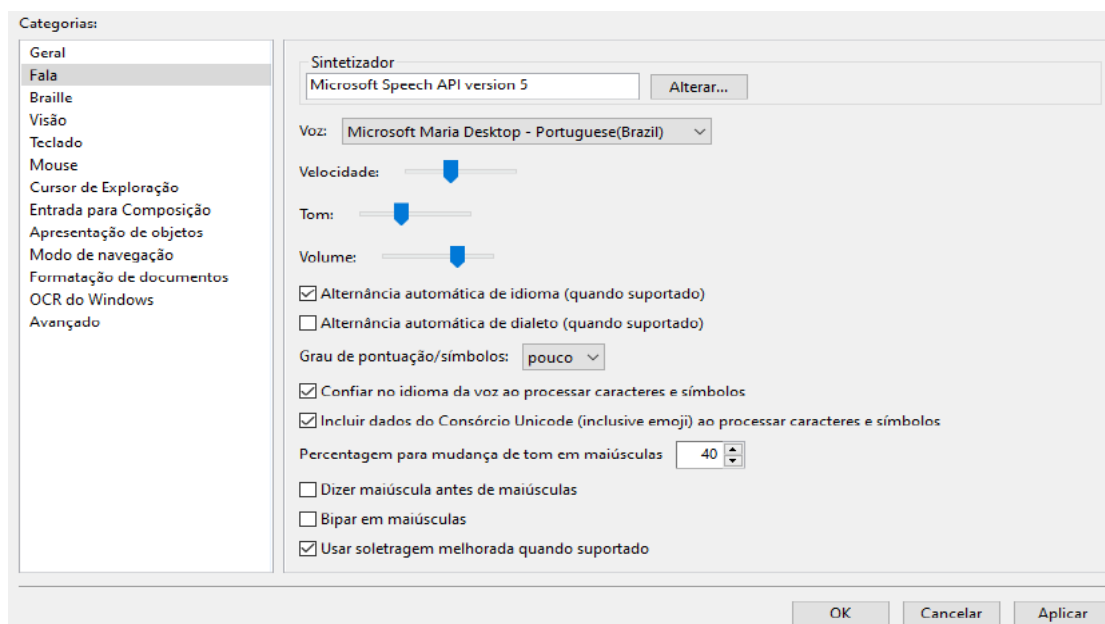 Categorias:
Geral
Fala
Braille
Visão
Teclado
Mouse
Cursor de Exploração
Entrada para Composição
Apresentação de objetos
Modo de navegação
Formatação de documentos
OCR do Windows
Avançado
Sintetizador
Microsoft Speech API version 5 Alterar...
Voz: Microsoft Maria Desktop - Portuguese(Brazil)
Velocidade:
Tom:
Volume:
Alternância automática de idioma (quando suportado)
Alternância automática de dialeto (quando suportado)
Grau de pontuação/símbolos: pouco
Confiar no idioma da voz ao processar caracteres e símbolos
Incluir dados do Consórcio Unicode (inclusive emoji) ao processar caracteres e símbolos
Percentagem para mudança de tom em maiúsculas 40
Dizer maiúscula antes de maiúsculas
Bipar em maiúsculas
Usar soletragem melhorada quando suportado
OK Cancelar Aplicar